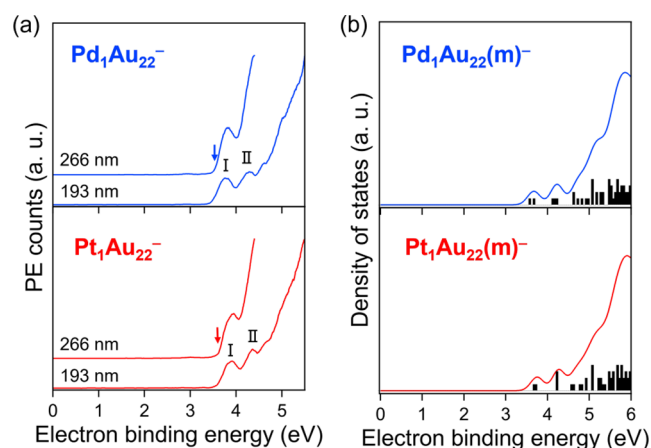 (a)
Pd₁Au₂₂⁻
266 nm
I
II
193 nm
Pt₁Au₂₂⁻
266 nm
I
II
193 nm
PE counts (a. u.)
0 1 2 3 4 5
Electron binding energy (eV)
(b)
Pd₁Au₂₂(m)⁻
Pt₁Au₂₂(m)⁻
Density of states (a. u.)
0 1 2 3 4 5 6
Electron binding energy (eV)